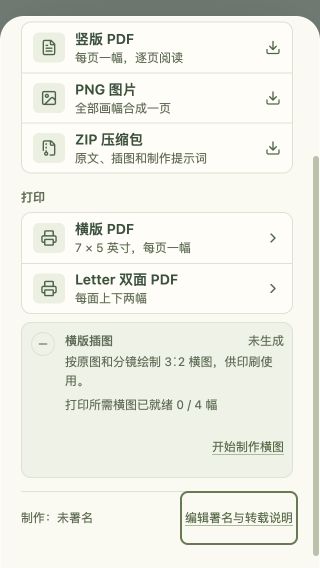 竖版 PDF
每页一幅，逐页阅读
PNG 图片
全部画幅合成一页
ZIP 压缩包
原文、插图和制作提示词
打印
横版 PDF
7 × 5 英寸，每页一幅
Letter 双面 PDF
每面上下两幅
横版插图 未生成
按原图和分镜绘制 3:2 横图，供印刷使
用。
打印所需横图已就绪 0 / 4 幅
开始制作横图
制作：未署名 编辑署名与转载说明